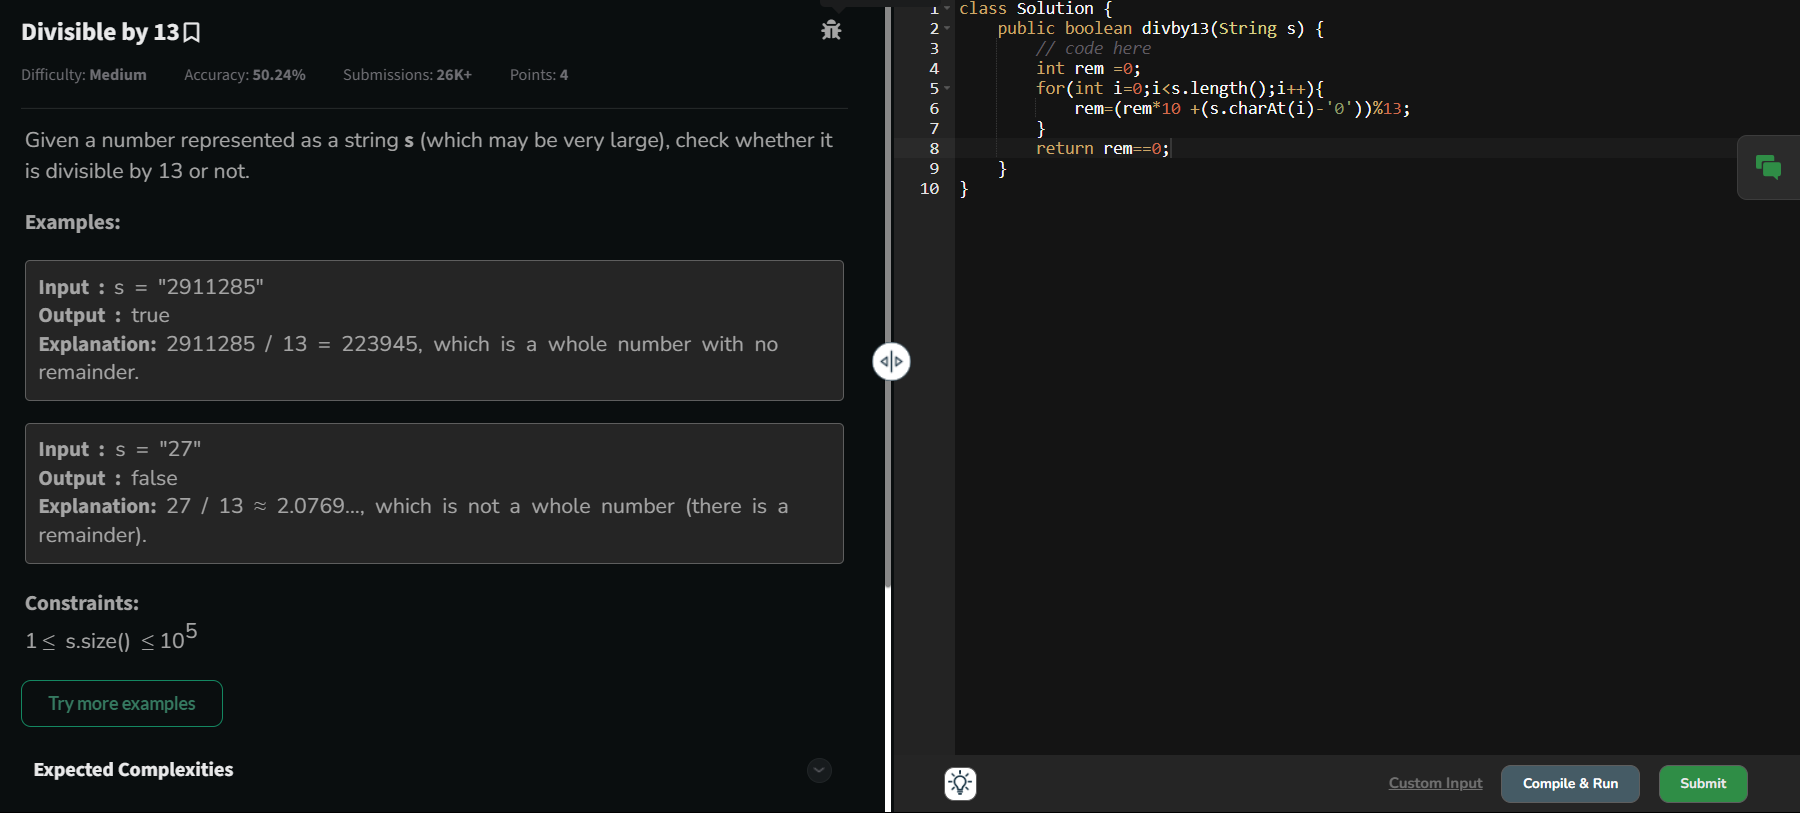 Divisible by 13
Difficulty: Medium Accuracy: 50.24% Submissions: 26K+ Points: 4
Given a number represented as a string s (which may be very large), check whether it
is divisible by 13 or not.
Examples:
Input : s = "2911285"
Output : true
Explanation: 2911285 / 13 = 223945, which is a whole number with no
remainder.
Input : s = "27"
Output : false
Explanation: 27 / 13 ≈ 2.0769..., which is not a whole number (there is a
remainder).
Constraints:
1 ≤ s.size() ≤ 10^5
Try more examples
Expected Complexities
1 class Solution {
2 public boolean divby13(String s) {
3 // code here
4 int rem =0;
5 for(int i=0;i<s.length();i++){
6 rem=(rem*10 +(s.charAt(i)-'0'))%13;
7 }
8 return rem==0;
9 }
10 }
Custom Input Compile & Run Submit